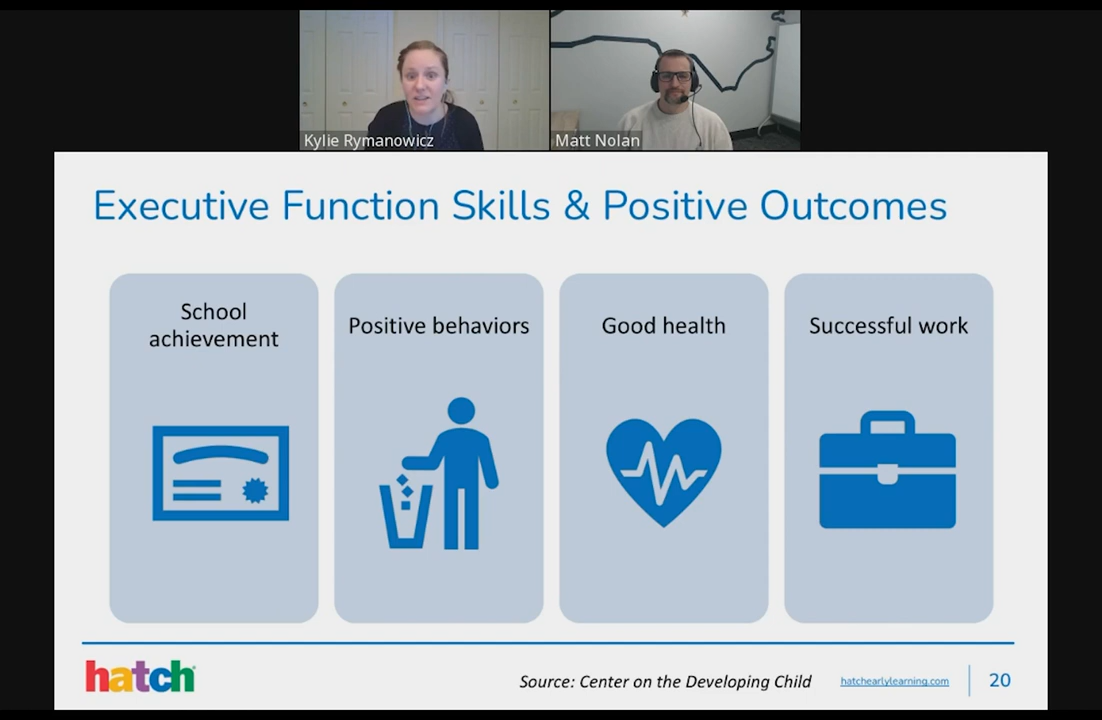 Kylie Rymanowicz
Matt Nolan
Executive Function Skills & Positive Outcomes
School
achievement
Positive behaviors
Good health
Successful work
hatch
Source: Center on the Developing Child
hatchearlylearning.com
20